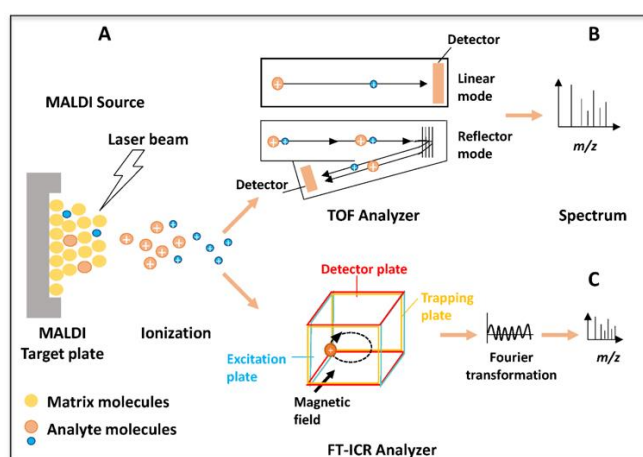 A
MALDI Source
Laser beam
MALDI
Target plate
Ionization
Matrix molecules
Analyte molecules
B
Detector
Linear
mode
Reflector
mode
Detector
TOF Analyzer
m/z
Spectrum
C
Detector plate
Trapping
plate
Excitation
plate
Magnetic
field
FT-ICR Analyzer
Fourier
transformation
m/z